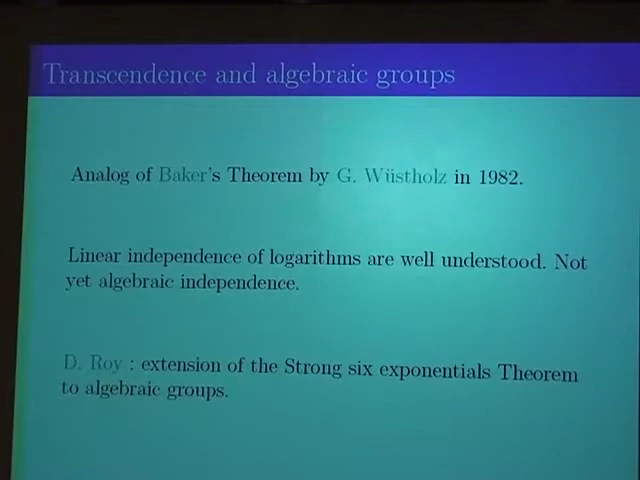 Transcendence and algebraic groups
Analog of Baker's Theorem by G. Wüstholz in 1982.
Linear independence of logarithms are well understood. Not
yet algebraic independence.
D. Roy : extension of the Strong six exponentials Theorem
to algebraic groups.